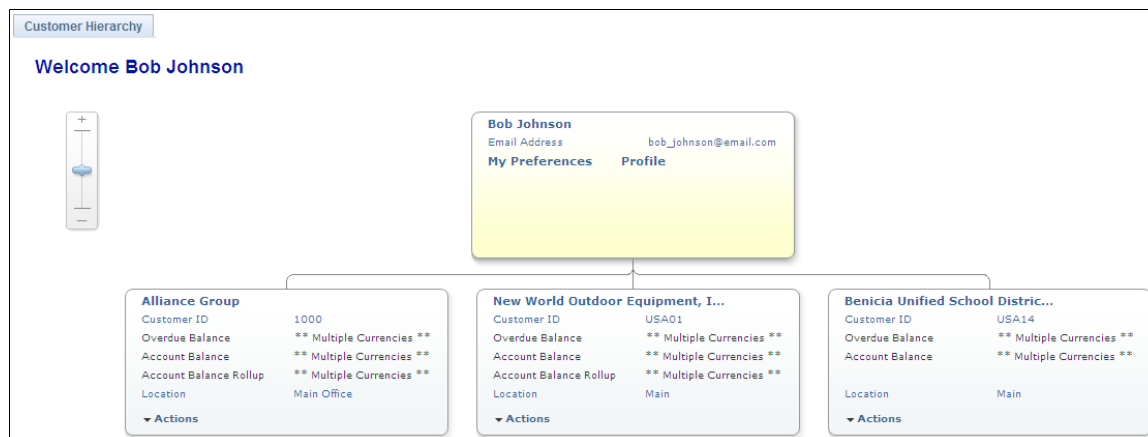 Customer Hierarchy
Welcome Bob Johnson
+
−
Bob Johnson
Email Address bob_johnson@email.com
My Preferences Profile
Alliance Group
Customer ID 1000
Overdue Balance ** Multiple Currencies **
Account Balance ** Multiple Currencies **
Account Balance Rollup ** Multiple Currencies **
Location Main Office
Actions
New World Outdoor Equipment, I...
Customer ID USA01
Overdue Balance ** Multiple Currencies **
Account Balance ** Multiple Currencies **
Account Balance Rollup ** Multiple Currencies **
Location Main
Actions
Benicia Unified School Distric...
Customer ID USA14
Overdue Balance ** Multiple Currencies **
Account Balance ** Multiple Currencies **
Location Main
Actions